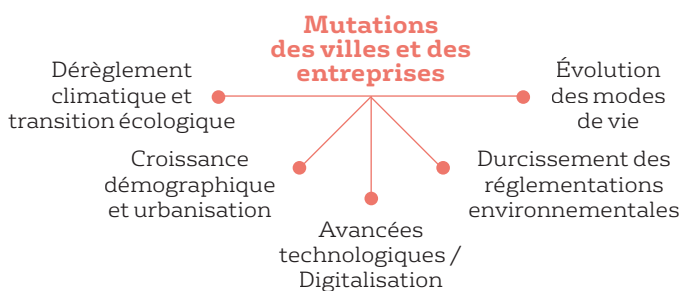 Mutations
des villes et des
entreprises
Dérèglement
climatique et
transition écologique
Croissance
démographique
et urbanisation
Avancées
technologiques /
Digitalisation
Durcissement des
réglementations
environnementales
Évolution
des modes
de vie